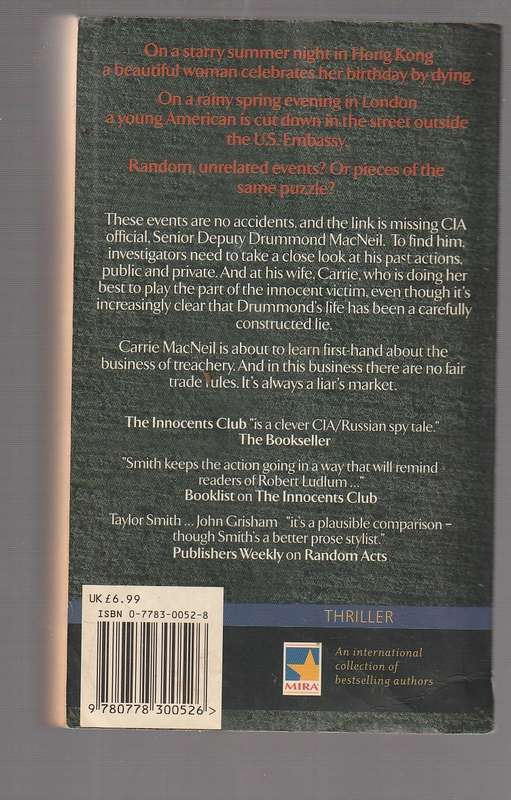 On a starry summer night in Hong Kong
a beautiful woman celebrates her birthday by dying.
On a rainy spring evening in London
a young American is cut down in the street outside
the U.S. Embassy.
Random, unrelated events? Or pieces of the
same puzzle?
These events are no accidents, and the link is missing CIA
official, Senior Deputy Drummond MacNeil. To find him,
investigators need to take a close look at his past actions,
public and private. And at his wife, Carrie, who is doing her
best to play the part of the innocent victim, even though it's
increasingly clear that Drummond's life has been a carefully
constructed lie.
Carrie MacNeil is about to learn first-hand about the
business of treachery. And in this business there are no fair
trade rules. It's always a liar's market.
The Innocents Club "is a clever CIA/Russian spy tale."
The Bookseller
"Smith keeps the action going in a way that will remind
readers of Robert Ludlum ..."
Booklist on The Innocents Club
Taylor Smith ... John Grisham "it's a plausible comparison –
though Smith's a better prose stylist."
Publishers Weekly on Random Acts
UK £6.99
ISBN 0-7783-0052-8
9 780778 300526 >
THRILLER
MIRA
An international
collection of
bestselling authors